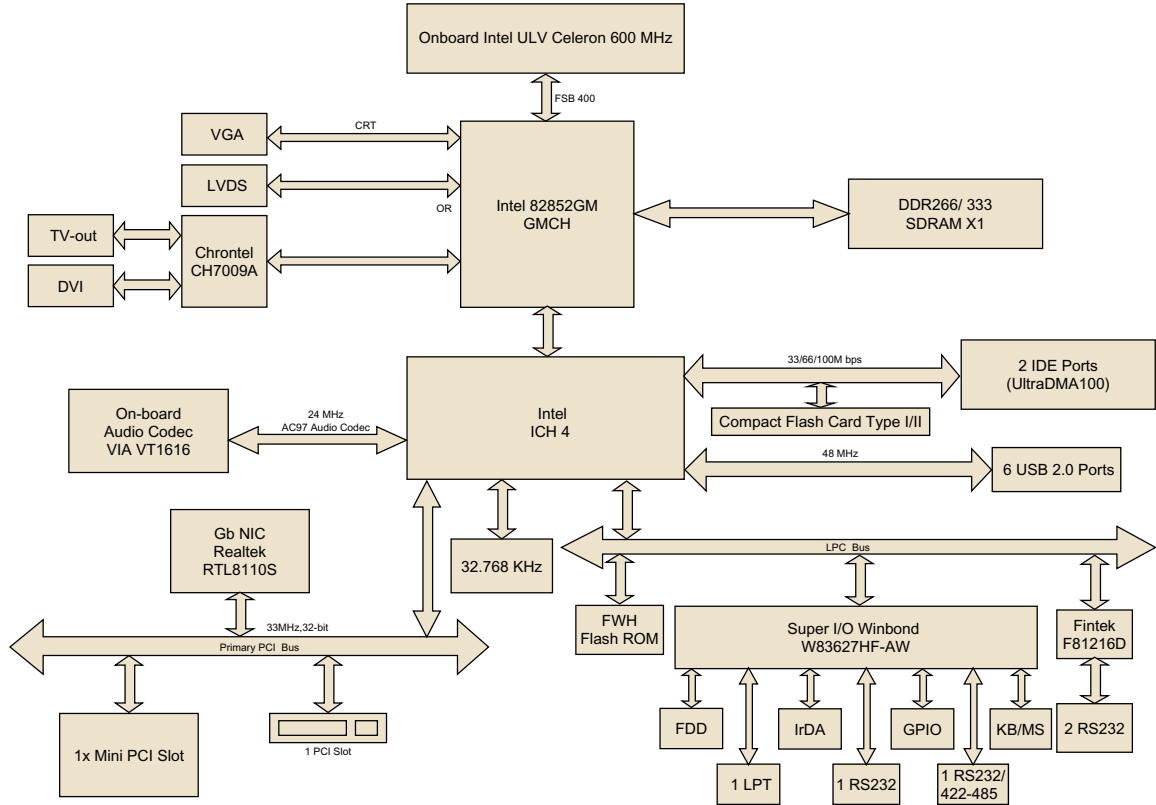 Onboard Intel ULV Celeron 600 MHz
FSB 400
VGA
CRT
LVDS
OR
Intel 82852GM
GMCH
DDR266/ 333
SDRAM X1
TV-out
DVI
Chrontel
CH7009A
33/66/100M bps
2 IDE Ports
(UltraDMA100)
Compact Flash Card Type I/II
Intel
ICH 4
On-board
Audio Codec
VIA VT1616
24 MHz
AC97 Audio Codec
48 MHz
6 USB 2.0 Ports
Gb NIC
Realtek
RTL8110S
32.768 KHz
LPC Bus
FWH
Flash ROM
Super I/O Winbond
W83627HF-AW
Fintek
F81216D
33MHz,32-bit
Primary PCI Bus
1x Mini PCI Slot
1 PCI Slot
FDD
IrDA
GPIO
KB/MS
2 RS232
1 LPT
1 RS232
1 RS232/
422-485